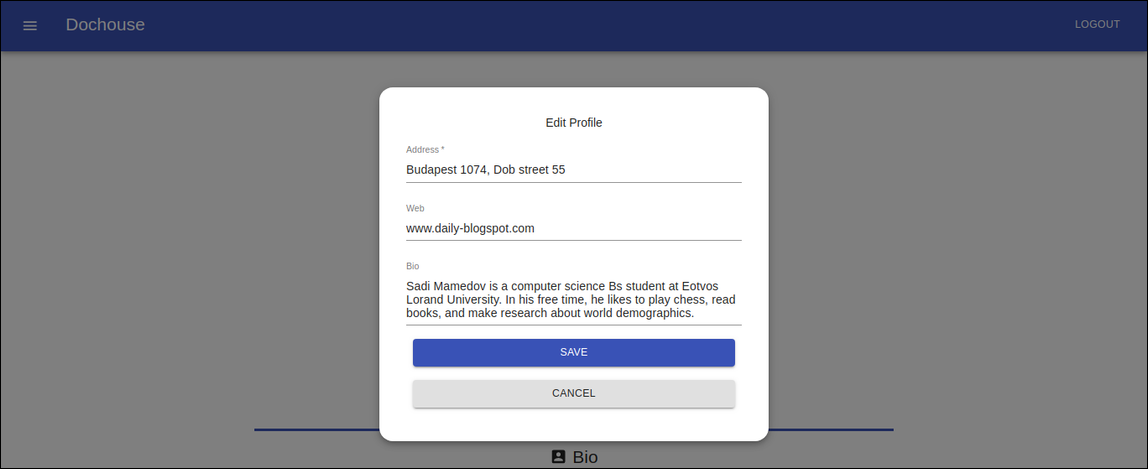 Dochouse
LOGOUT
Edit Profile
Address *
Budapest 1074, Dob street 55
Web
www.daily-blogspot.com
Bio
Sadi Mamedov is a computer science Bs student at Eotvos
Lorand University. In his free time, he likes to play chess, read
books, and make research about world demographics.
SAVE
CANCEL
Bio